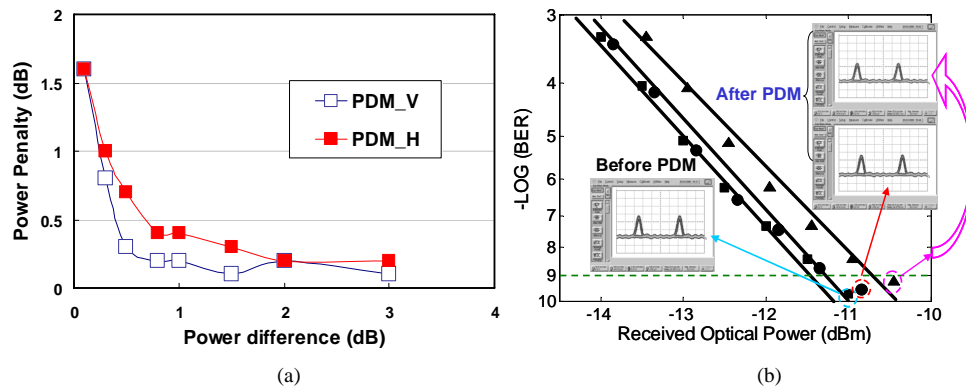 Power Penalty (dB)
2
1.5
1
0.5
0
PDM_V
PDM_H
0 1 2 3 4
Power difference (dB)
(a)
-LOG (BER)
3
4
5
6
7
8
9
10
After PDM
Before PDM
-14 -13 -12 -11 -10
Received Optical Power (dBm)
(b)